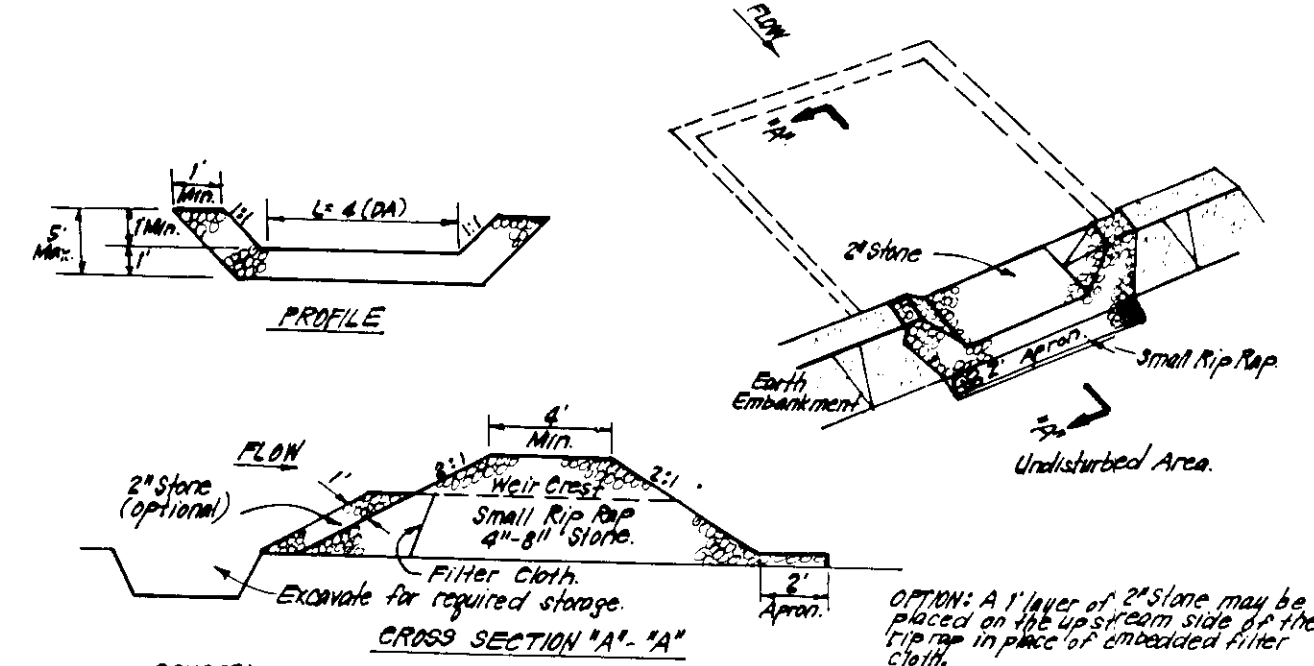 FLOW
"A"
1'
Min.
1:1
L= 4 (DA)
1:1
5'
Max.
1' Min.
1'
PROFILE
2" Stone
Apron.
2'
Small Rip Rap.
Earth
Embankment
"A"
Undisturbed Area.
4'
Min.
FLOW
2:1
2:1
1'
2" Stone
(optional)
Weir Crest
Small Rip Rap
4"-8" Stone.
Filter Cloth.
Excavate for required storage.
2'
Apron.
CROSS SECTION "A"-"A"
OPTION: A 1' layer of 2" Stone may be
placed on the upstream side of the
riprap in place of embedded filter
cloth.